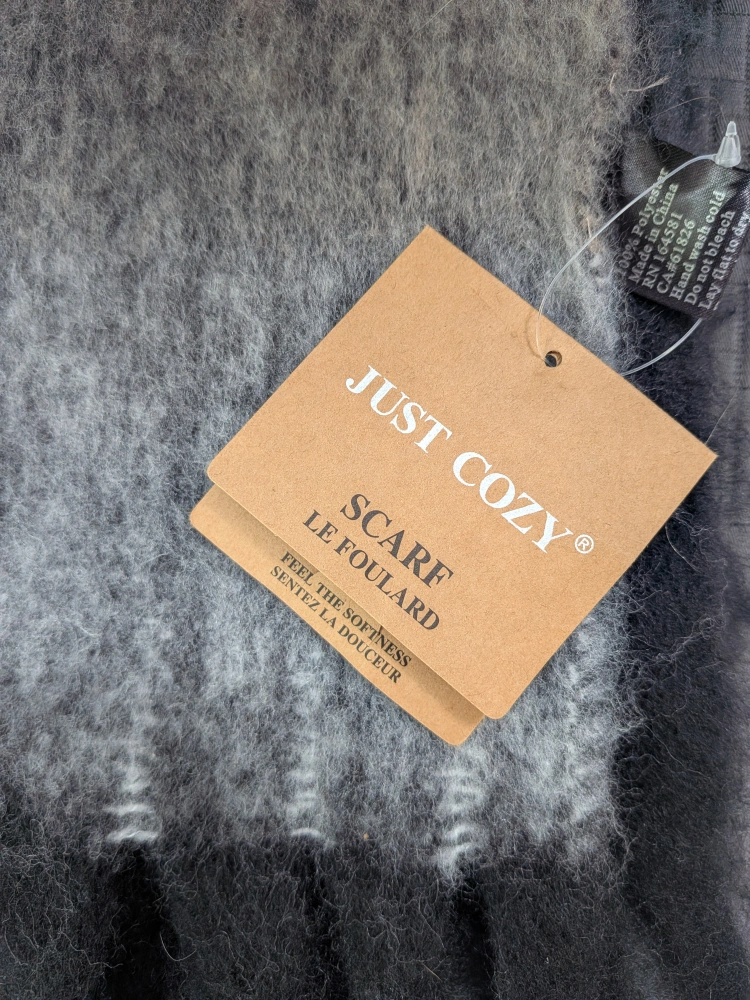 JUST COZY®
SCARF
LE FOULARD
FEEL THE SOFTNESS
SENTEZ LA DOUCEUR
100% Polyester
Made in China
RN 164581
CA#61826
Hand wash cold
Do not bleach
Lay flat to dry